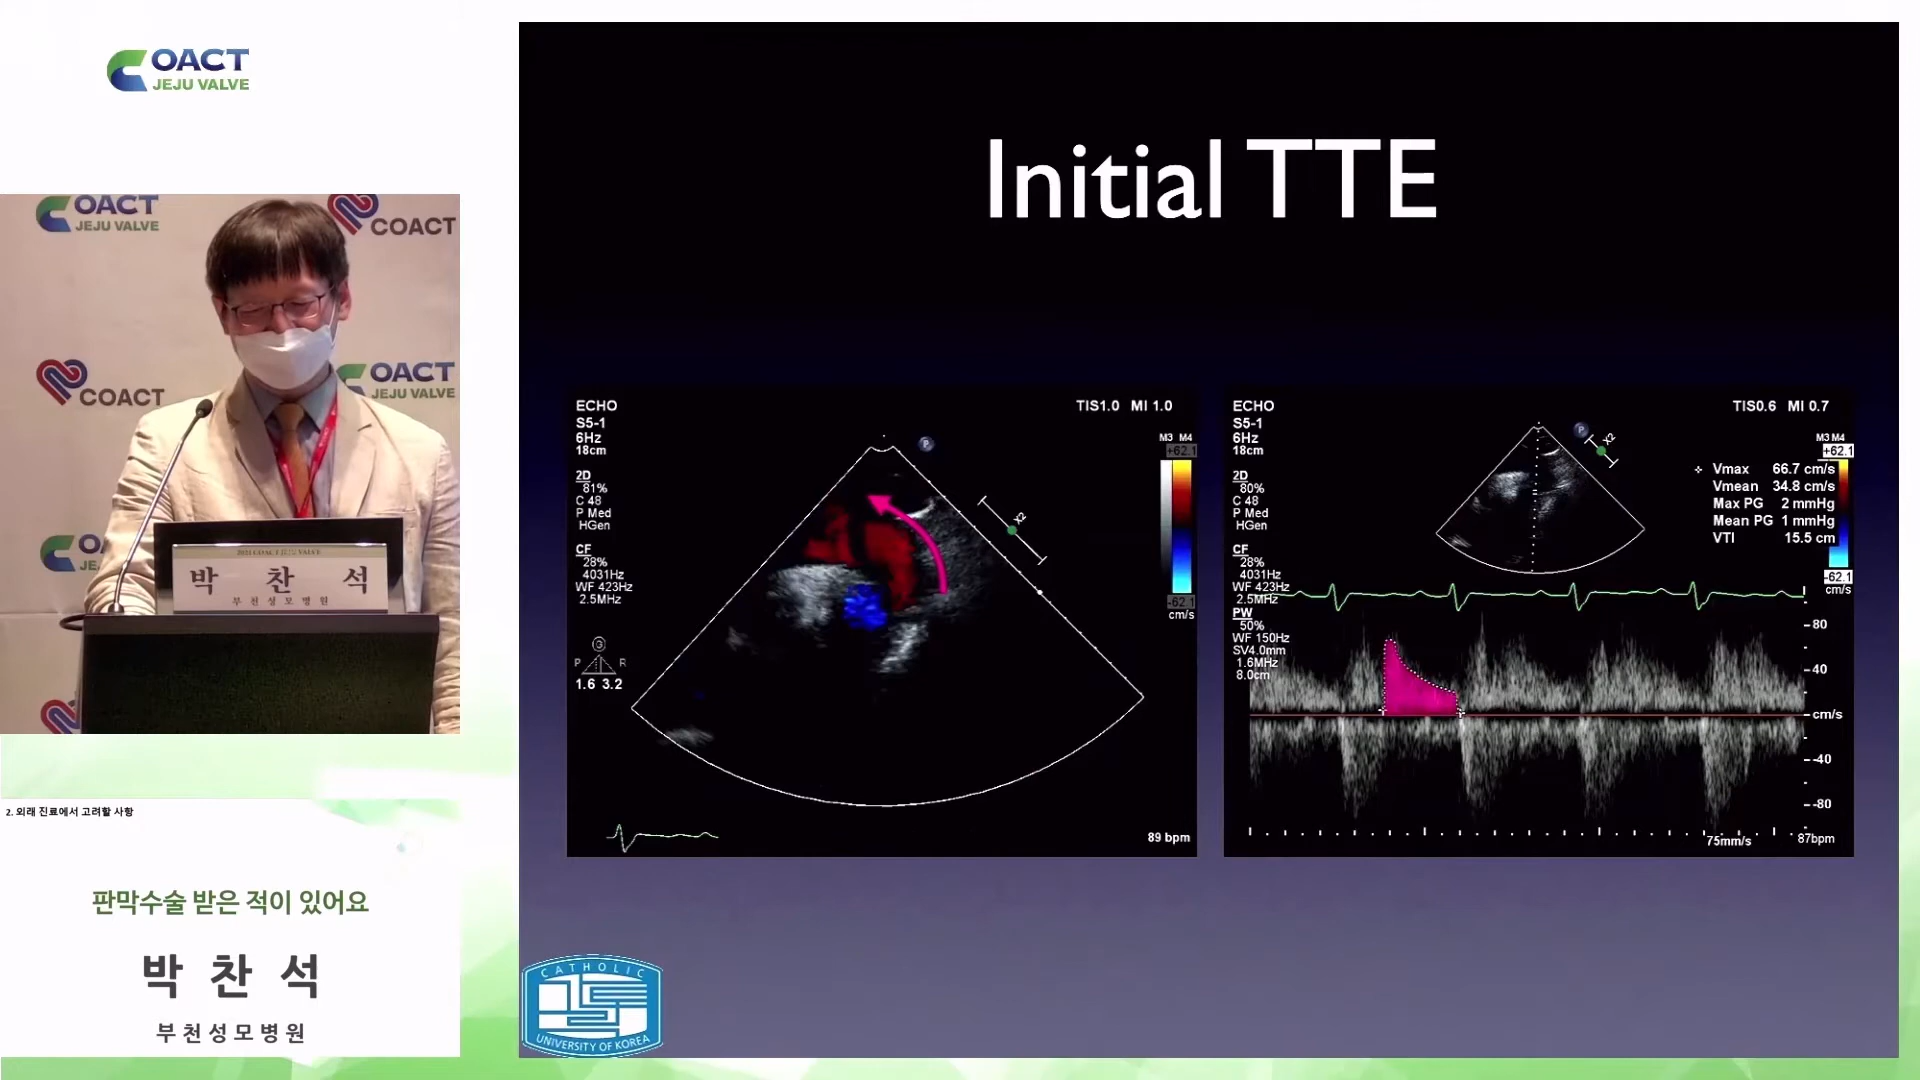 COACT
JEJU VALVE
COACT
JEJU VALVE
COACT
COACT
COACT
JEJU VALVE
2021 COACT JEJU VALVE
박 찬 석
부천성모병원
2. 외래 진료에서 고려할 사항
판막수술 받은 적이 있어요
박 찬 석
부천성모병원
Initial TTE
ECHO
S5-1
6Hz
18cm
2D
81%
C 48
P Med
HGen
CF
28%
4031Hz
WF 423Hz
2.5MHz
P R
1.6 3.2
TIS1.0 MI 1.0
M3 M4
+62.1
-62.1
cm/s
P
X2
89 bpm
ECHO
S5-1
6Hz
18cm
2D
80%
C 48
P Med
HGen
CF
28%
4031Hz
WF 423Hz
2.5MHz
PW
50%
WF 150Hz
SV4.0mm
1.6MHz
8.0cm
TIS0.6 MI 0.7
M3 M4
+62.1
P
X2
Vmax 66.7 cm/s
Vmean 34.8 cm/s
Max PG 2 mmHg
Mean PG 1 mmHg
VTI 15.5 cm
-62.1
cm/s
80
40
cm/s
-40
-80
75mm/s
87bpm
CATHOLIC
UNIVERSITY OF KOREA